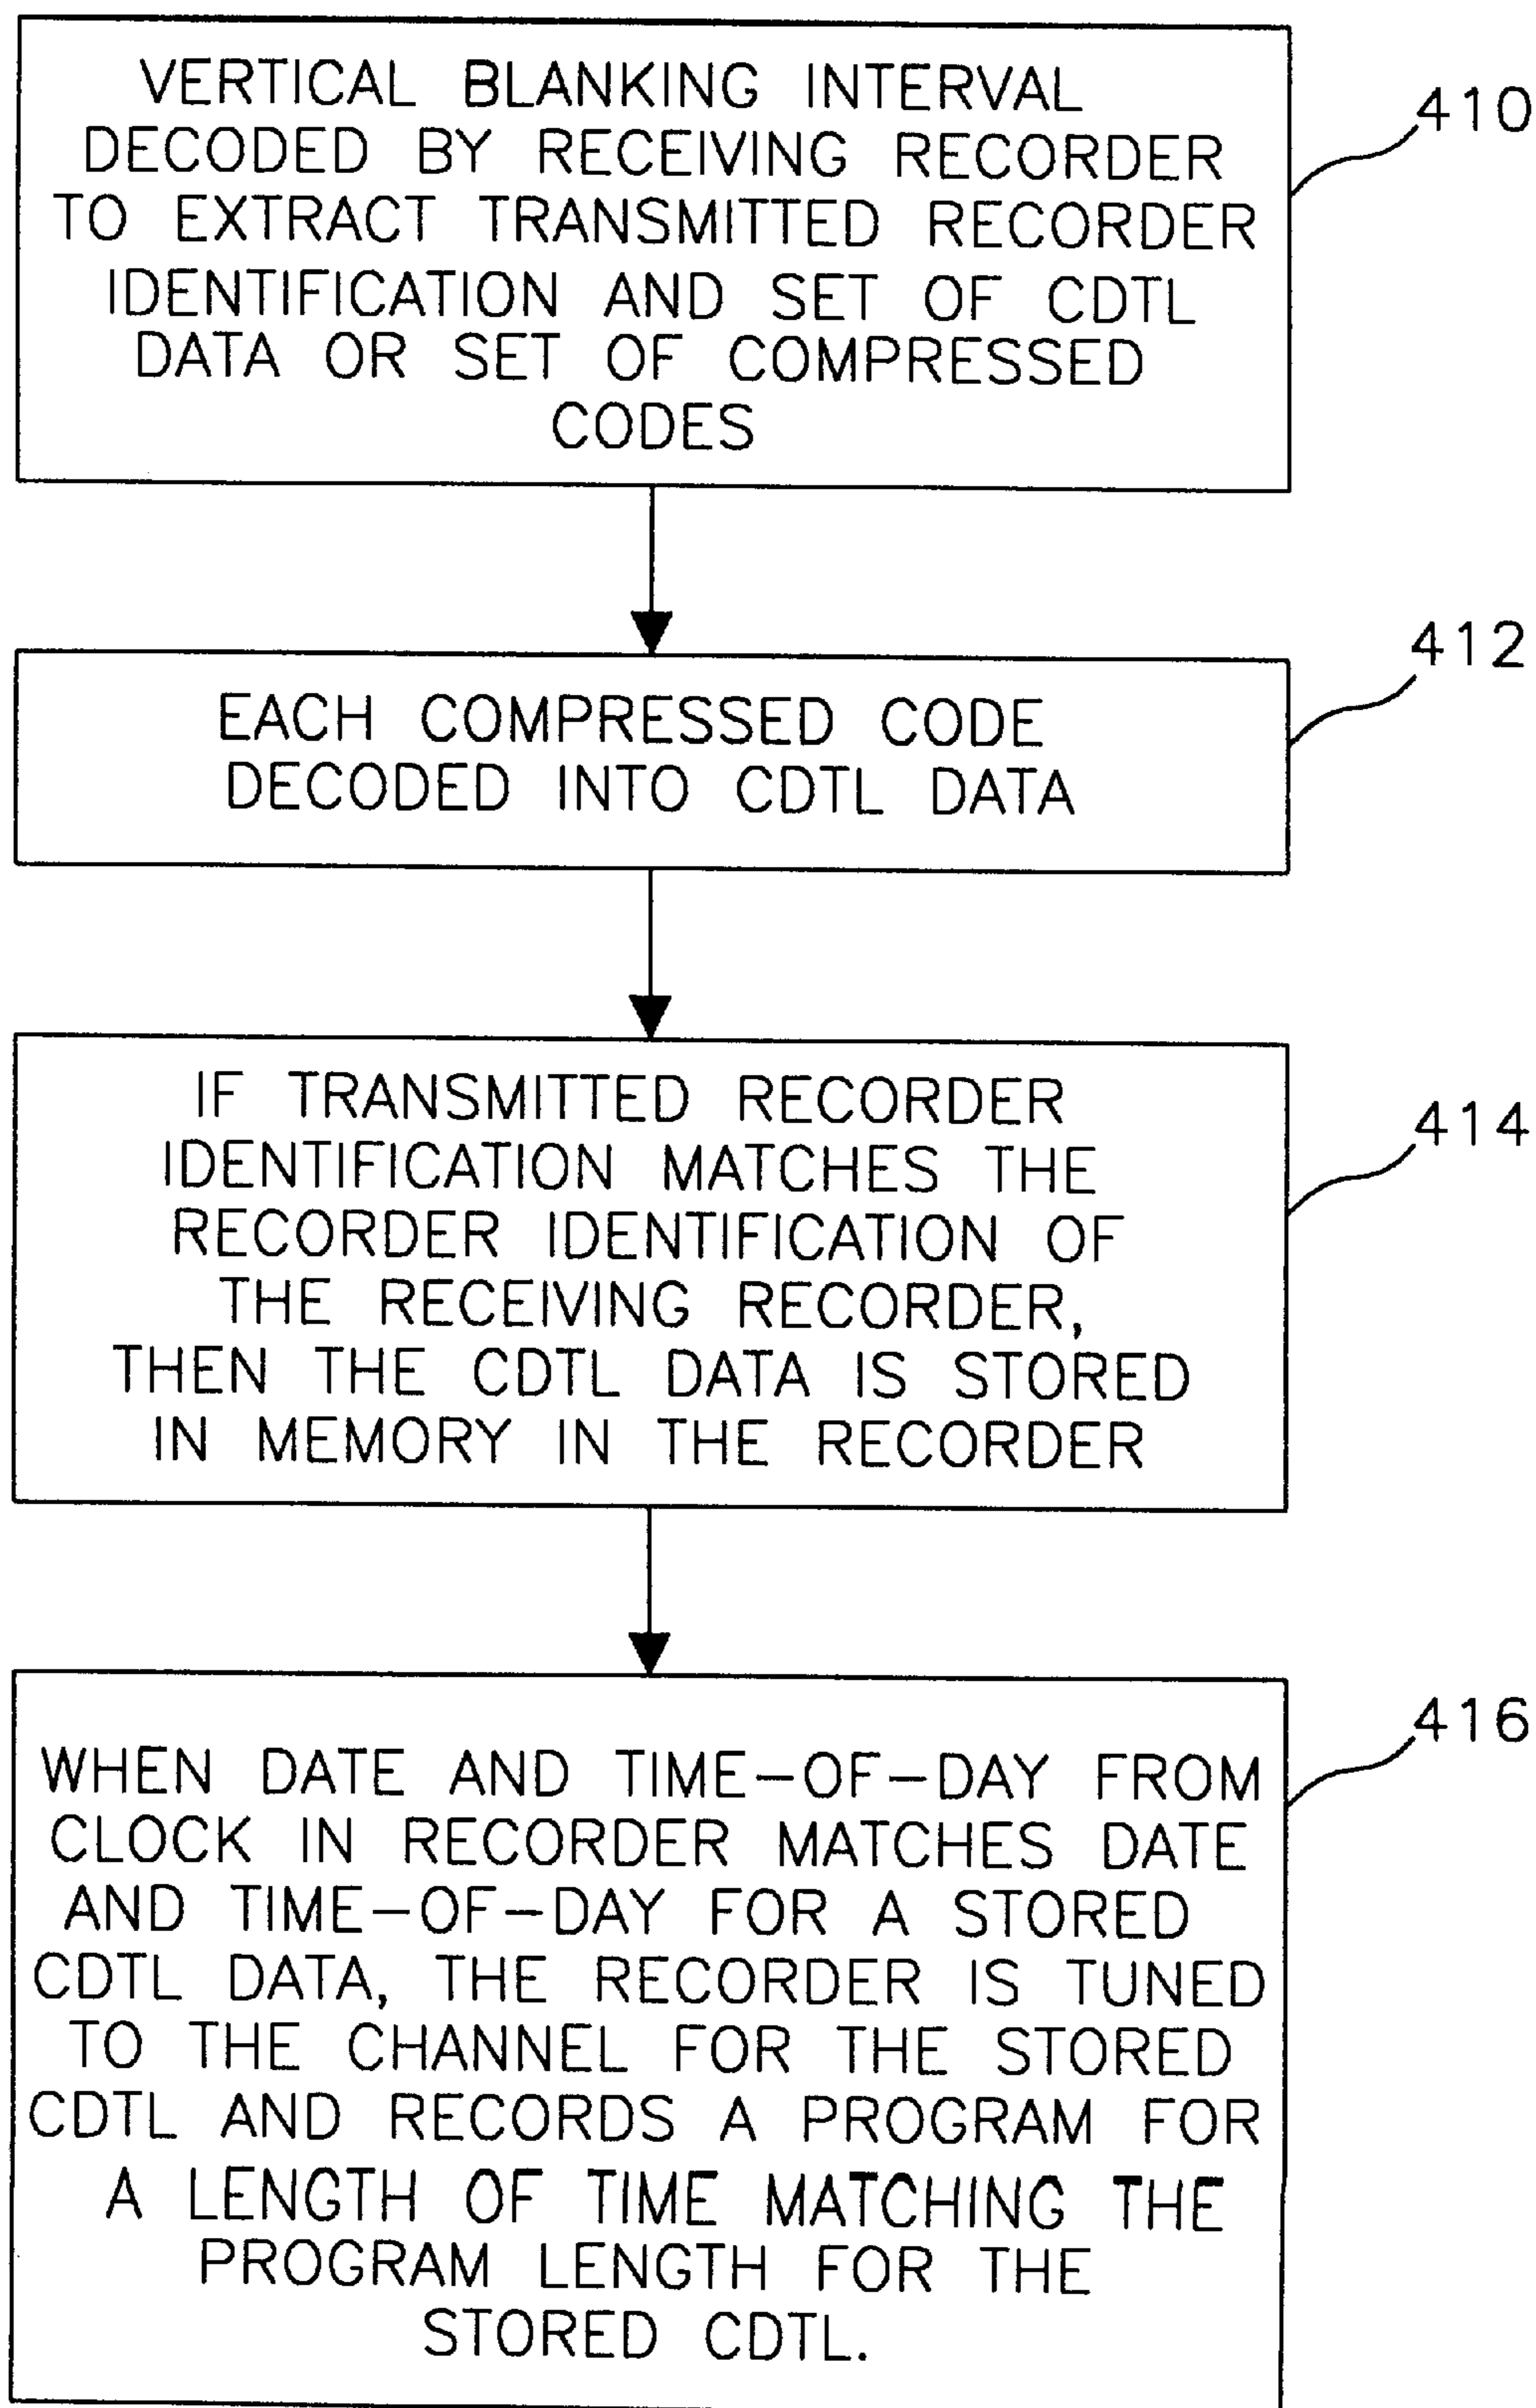 VERTICAL BLANKING INTERVAL
DECODED BY RECEIVING RECORDER
TO EXTRACT TRANSMITTED RECORDER
IDENTIFICATION AND SET OF CDTL
DATA OR SET OF COMPRESSED
CODES
410
EACH COMPRESSED CODE
DECODED INTO CDTL DATA
412
IF TRANSMITTED RECORDER
IDENTIFICATION MATCHES THE
RECORDER IDENTIFICATION OF
THE RECEIVING RECORDER,
THEN THE CDTL DATA IS STORED
IN MEMORY IN THE RECORDER
414
WHEN DATE AND TIME-OF-DAY FROM
CLOCK IN RECORDER MATCHES DATE
AND TIME-OF-DAY FOR A STORED
CDTL DATA, THE RECORDER IS TUNED
TO THE CHANNEL FOR THE STORED
CDTL AND RECORDS A PROGRAM FOR
A LENGTH OF TIME MATCHING THE
PROGRAM LENGTH FOR THE
STORED CDTL.
416